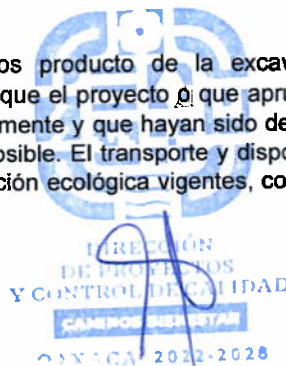 os producto de la excav
que el proyecto o que apru
mente y que hayan sido de
osible. El transporte y dispo
ción ecológica vigentes, co
DIRECCIÓN
DE PROYECTOS
Y CONTROL DE CALIDAD
CAMINOS BIENESTAR
OAXACA 2022-2028